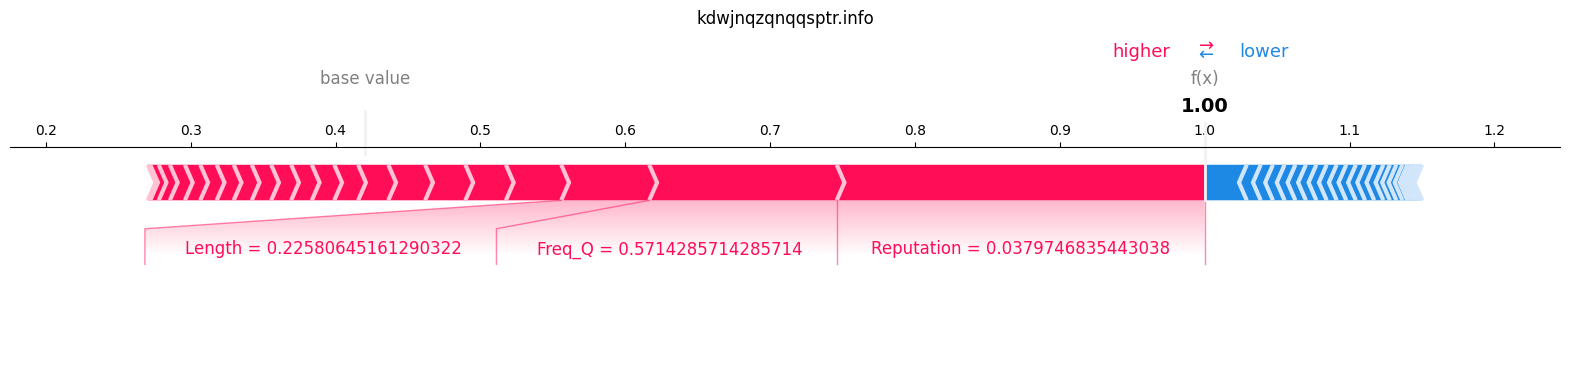 kdwjnqzqnqqsptr.info
higher ⇄ lower
base value
f(x)
1.00
0.2 0.3 0.4 0.5 0.6 0.7 0.8 0.9 1.0 1.1 1.2
Length = 0.22580645161290322 Freq_Q = 0.5714285714285714 Reputation = 0.0379746835443038